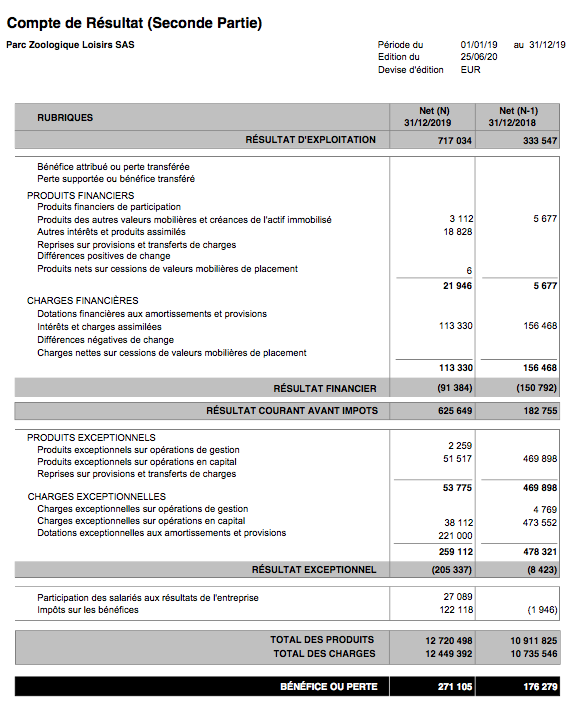 Compte de Résultat (Seconde Partie)
Parc Zoologique Loisirs SAS
Période du 01/01/19 au 31/12/19
Edition du 25/06/20
Devise d'édition EUR
RUBRIQUES Net (N) 31/12/2019 Net (N-1) 31/12/2018
RÉSULTAT D'EXPLOITATION 717 034 333 547
Bénéfice attribué ou perte transférée
Perte supportée ou bénéfice transféré
PRODUITS FINANCIERS
Produits financiers de participation
Produits des autres valeurs mobilières et créances de l'actif immobilisé 3 112 5 677
Autres intérêts et produits assimilés 18 828
Reprises sur provisions et transferts de charges
Différences positives de change
Produits nets sur cessions de valeurs mobilières de placement 6
21 946 5 677
CHARGES FINANCIÈRES
Dotations financières aux amortissements et provisions
Intérêts et charges assimilées 113 330 156 468
Différences négatives de change
Charges nettes sur cessions de valeurs mobilières de placement
113 330 156 468
RÉSULTAT FINANCIER (91 384) (150 792)
RÉSULTAT COURANT AVANT IMPOTS 625 649 182 755
PRODUITS EXCEPTIONNELS
Produits exceptionnels sur opérations de gestion 2 259
Produits exceptionnels sur opérations en capital 51 517 469 898
Reprises sur provisions et transferts de charges
53 775 469 898
CHARGES EXCEPTIONNELLES
Charges exceptionnelles sur opérations de gestion 4 769
Charges exceptionnelles sur opérations en capital 38 112 473 552
Dotations exceptionnelles aux amortissements et provisions 221 000
259 112 478 321
RÉSULTAT EXCEPTIONNEL (205 337) (8 423)
Participation des salariés aux résultats de l'entreprise 27 089
Impôts sur les bénéfices 122 118 (1 946)
TOTAL DES PRODUITS 12 720 498 10 911 825
TOTAL DES CHARGES 12 449 392 10 735 546
BÉNÉFICE OU PERTE 271 105 176 279